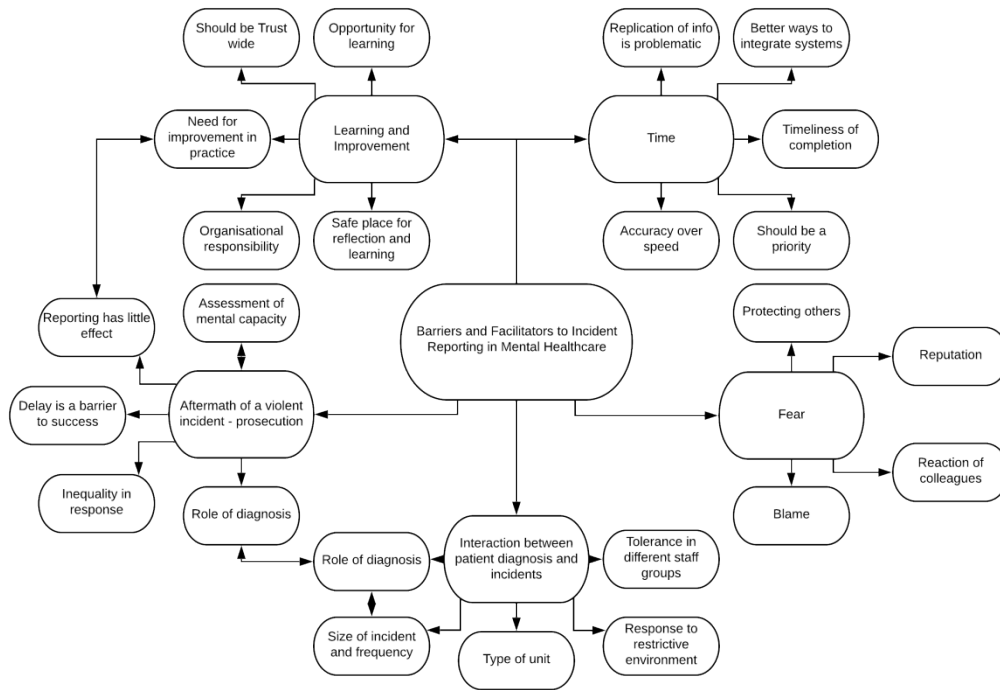 Should be Trust
wide
Opportunity for
learning
Replication of info
is problematic
Better ways to
integrate systems
Need for
improvement in
practice
Learning and
Improvement
Time
Timeliness of
completion
Organisational
responsibility
Safe place for
reflection and
learning
Accuracy over
speed
Should be a
priority
Assessment of
mental capacity
Reporting has little
effect
Barriers and Facilitators to Incident
Reporting in Mental Healthcare
Protecting others
Reputation
Delay is a barrier
to success
Aftermath of a violent
incident - prosecution
Fear
Inequality in
response
Role of diagnosis
Blame
Reaction of
colleagues
Role of diagnosis
Interaction between
patient diagnosis and
incidents
Tolerance in
different staff
groups
Size of incident
and frequency
Type of unit
Response to
restrictive
environment